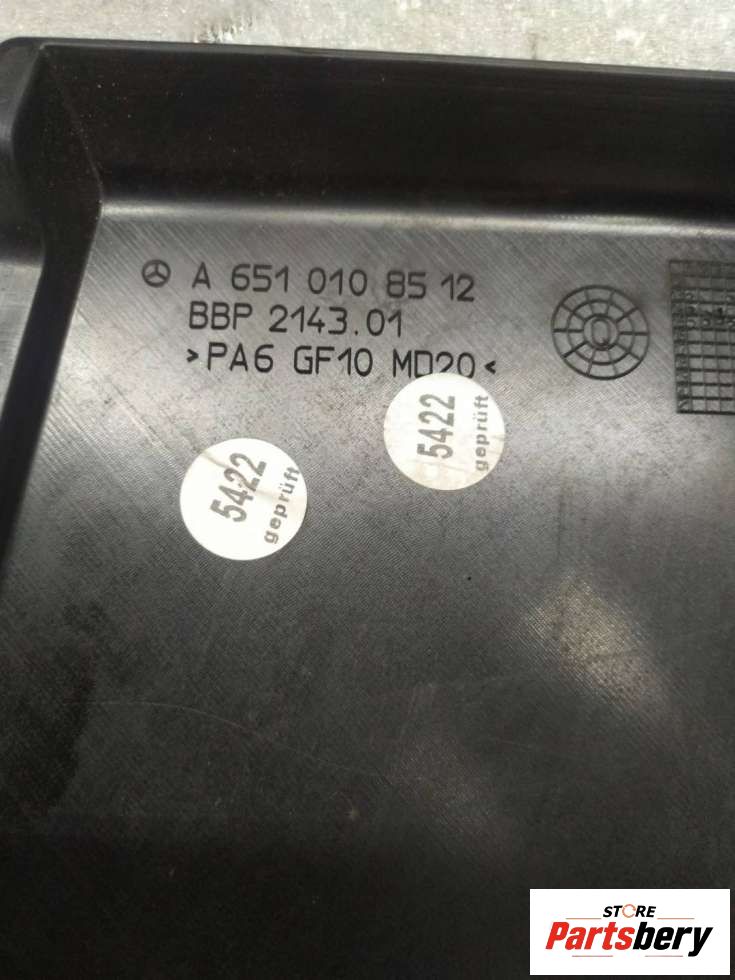 A 651 010 85 12
BBP 2143.01
>PA6 GF10 MD20<
5422
geprüft
5422
geprüft
STORE
Partsbery